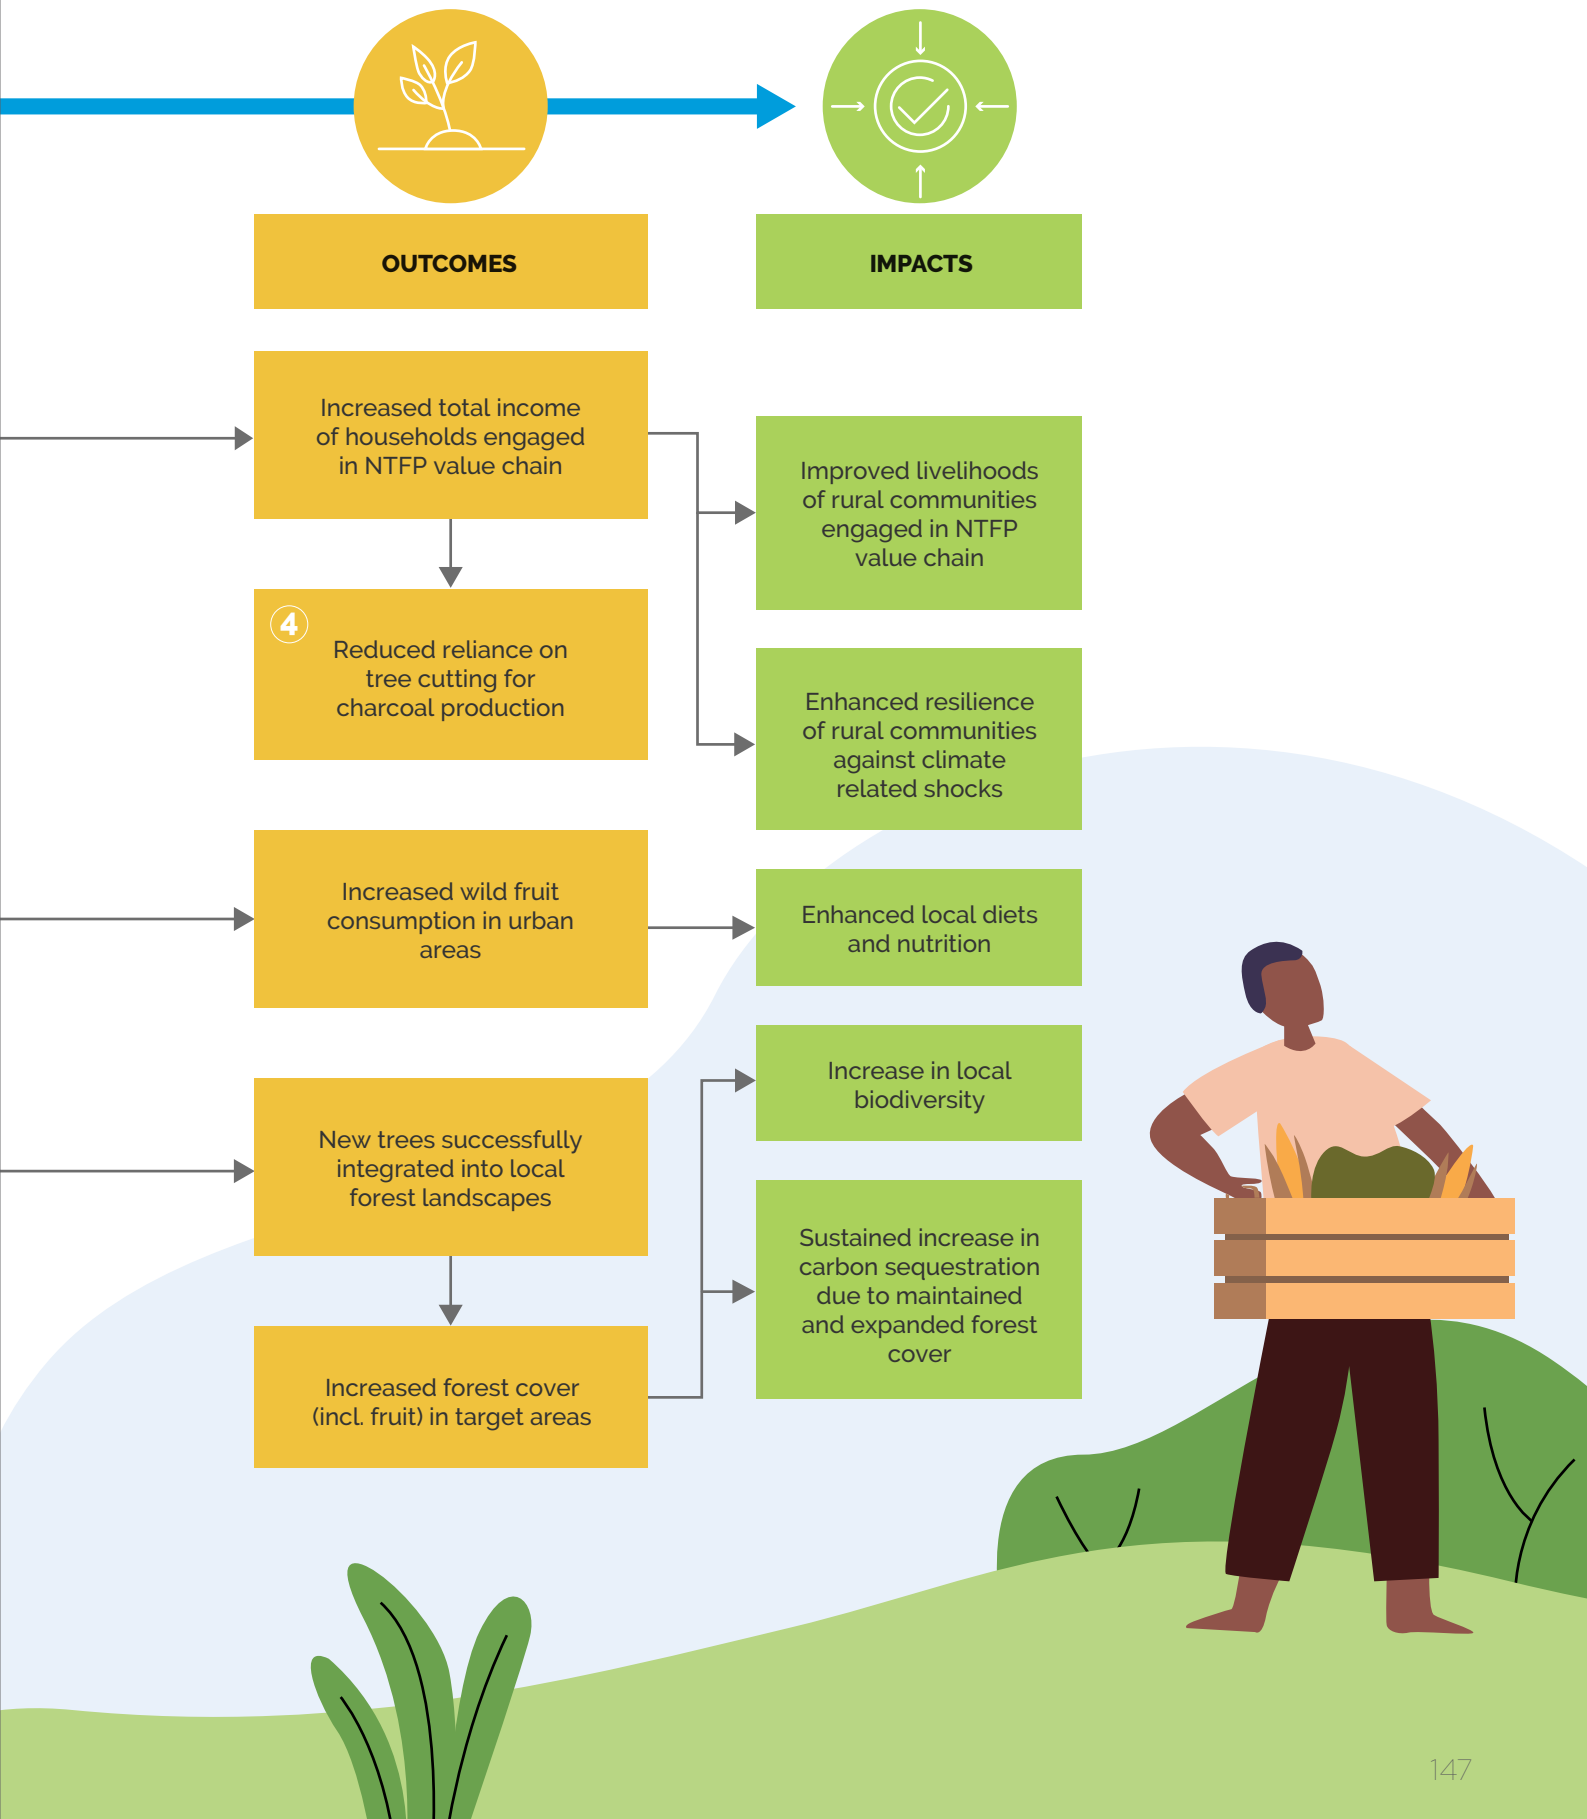 OUTCOMES
IMPACTS
Increased total income
of households engaged
in NTFP value chain
④
Reduced reliance on
tree cutting for
charcoal production
Increased wild fruit
consumption in urban
areas
New trees successfully
integrated into local
forest landscapes
Increased forest cover
(incl. fruit) in target areas
Improved livelihoods
of rural communities
engaged in NTFP
value chain
Enhanced resilience
of rural communities
against climate
related shocks
Enhanced local diets
and nutrition
Increase in local
biodiversity
Sustained increase in
carbon sequestration
due to maintained
and expanded forest
cover
147